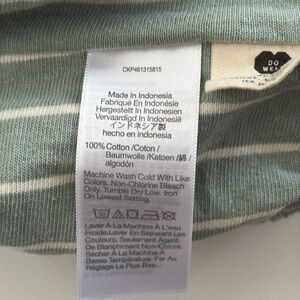 CKP461315815
Made In Indonesia
Fabriqué En Indonésie
Hergestellt In Indonesien
Vervaardigd In Indonesië
インドネシア製
hecho en indonesia
100% Cotton /Coton /
Baumwolle /Katoen /綿 /
algodón
Machine Wash Cold With Like
Colors. Non-Chlorine Bleach
Only. Tumble Dry Low. Iron
On Lowest Setting.
Laver À La Machine À L'eau
Froide.Laver En Séparant Les
Couleurs. Seulement Agent
De Blanchiment Non-Chloré.
Sécher À La Machine À
Basse Température. Fer Au
Réglage Le Plus Bas.
DO
WELL